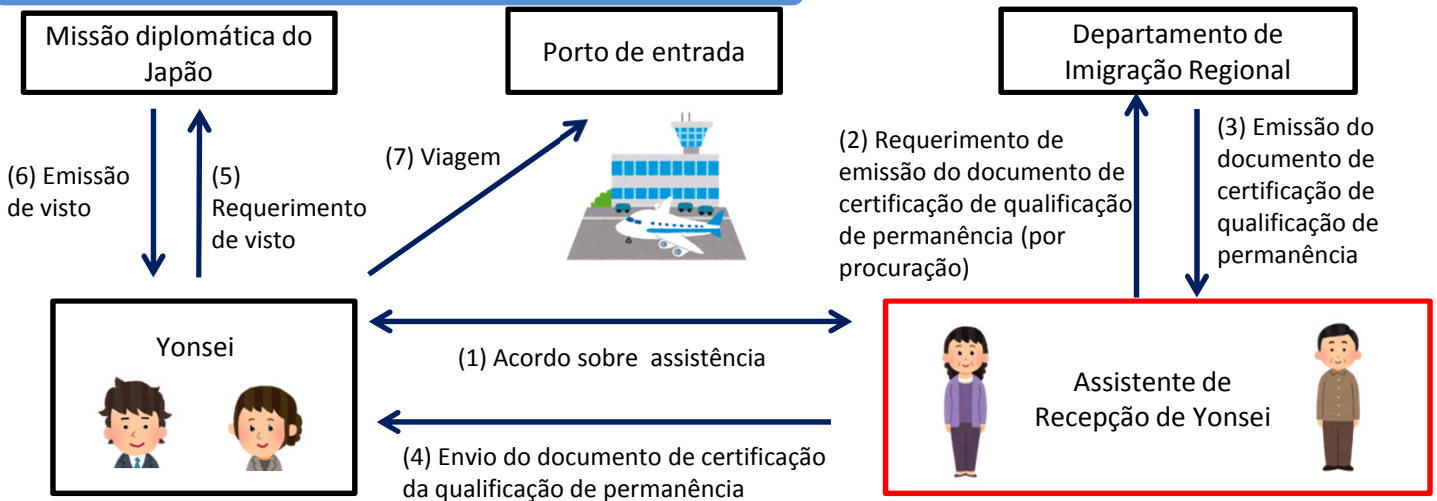 Missão diplomática do
Japão
Porto de entrada
Departamento de
Imigração Regional
(6) Emissão
de visto
(5)
Requerimento
de visto
(7) Viagem
(2) Requerimento de
emissão do documento de
certificação de qualificação
de permanência (por
procuração)
(3) Emissão do
documento de
certificação de
qualificação de
permanência
Yonsei
(1) Acordo sobre  assistência
Assistente de
Recepção de Yonsei
(4) Envio do documento de certificação
da qualificação de permanência